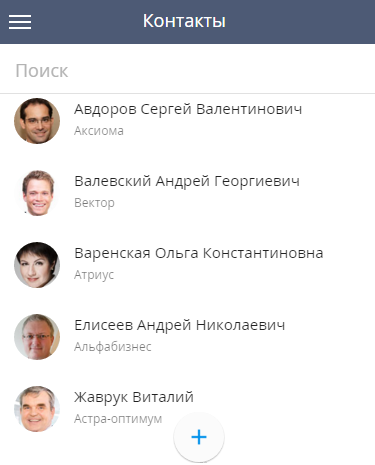 Контакты
Поиск
Авдоров Сергей Валентинович
Аксиома
Валевский Андрей Георгиевич
Вектор
Варенская Ольга Константиновна
Атриус
Елисеев Андрей Николаевич
Альфабизнес
Жаврук Виталий
Астра-оптимум